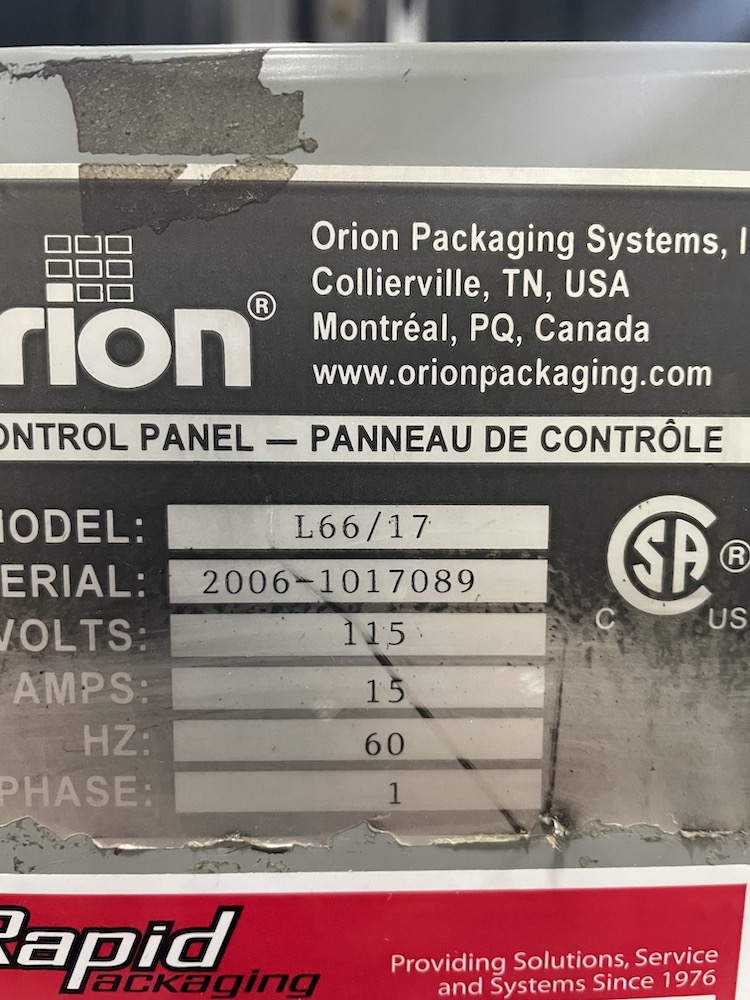 rion®
Orion Packaging Systems, I
Collierville, TN, USA
Montréal, PQ, Canada
www.orionpackaging.com
ONTROL PANEL — PANNEAU DE CONTRÔLE
MODEL: L66/17
ERIAL: 2006-1017089
VOLTS: 115
AMPS: 15
HZ: 60
PHASE: 1
CSA®
C US
Rapid
Packaging
Providing Solutions, Service
and Systems Since 1976